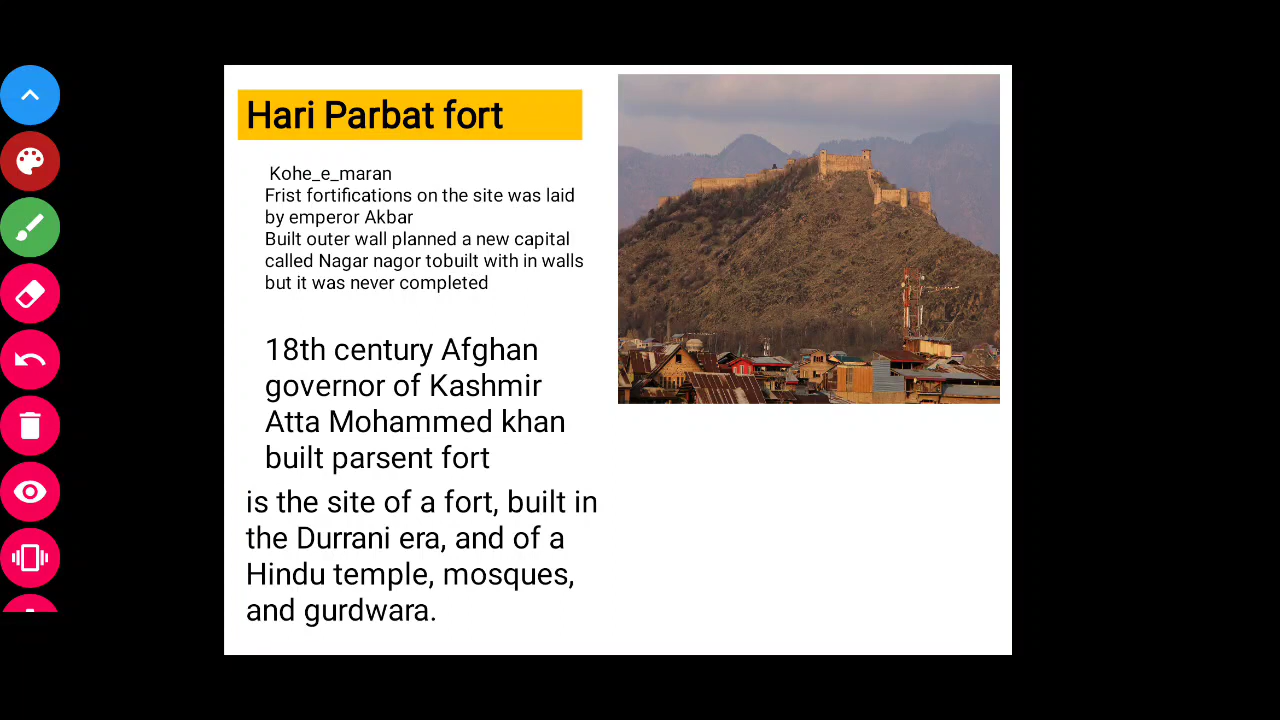 Hari Parbat fort
Kohe_e_maran
Frist fortifications on the site was laid
by emperor Akbar
Built outer wall planned a new capital
called Nagar nagor tobuilt with in walls
but it was never completed
18th century Afghan
governor of Kashmir
Atta Mohammed khan
built parsent fort
is the site of a fort, built in
the Durrani era, and of a
Hindu temple, mosques,
and gurdwara.